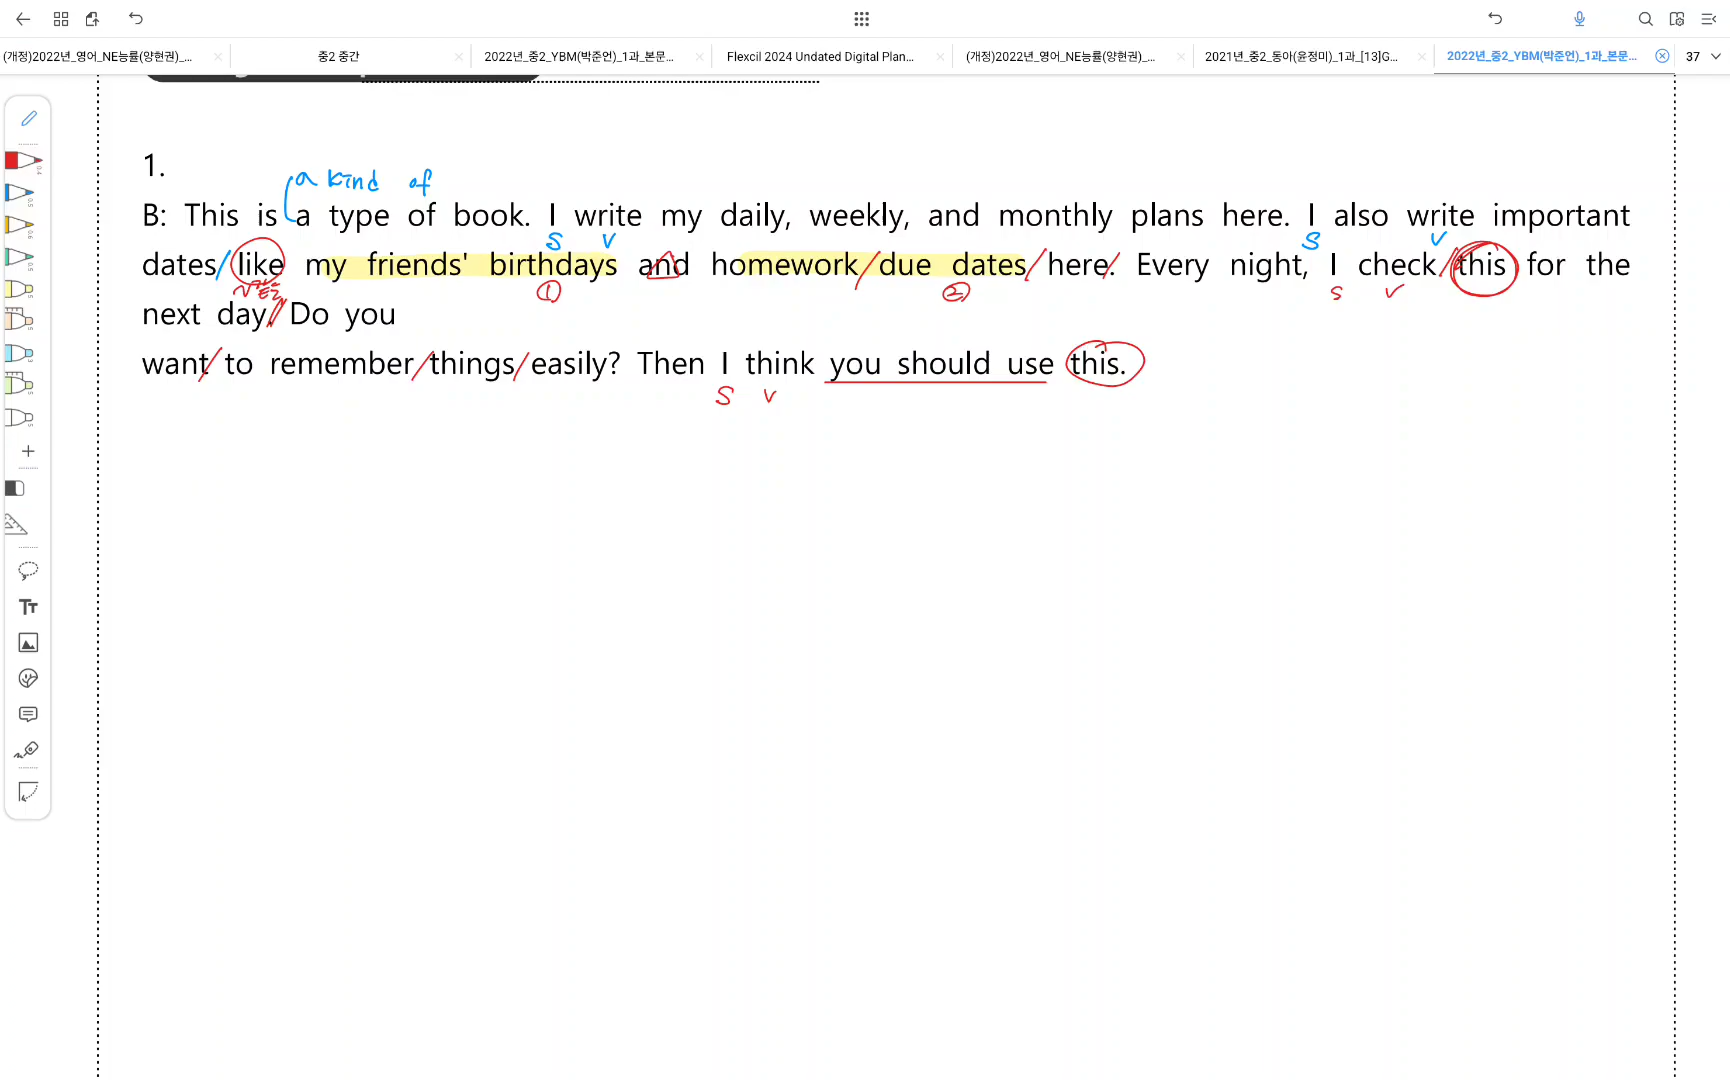 (개정)2022년_영어_NE능률(양현권)_...
중2 중간
2022년_중2_YBM(박준언)_1과_본문...
Flexcil 2024 Undated Digital Plan...
(개정)2022년_영어_NE능률(양현권)_...
2021년_중2_동아(윤정미)_1과_[13]G...
2022년_중2_YBM(박준언)_1과_본문...
37
1.
a kind of
B: This is a type of book. I write my daily, weekly, and monthly plans here. I also write important
S V S V
dates/ like my friends' birthdays and homework/due dates/here/. Every night, I check/this for the
① ② S V
next day. Do you
want/ to remember/things/easily? Then I think you should use this.
S V
Tт